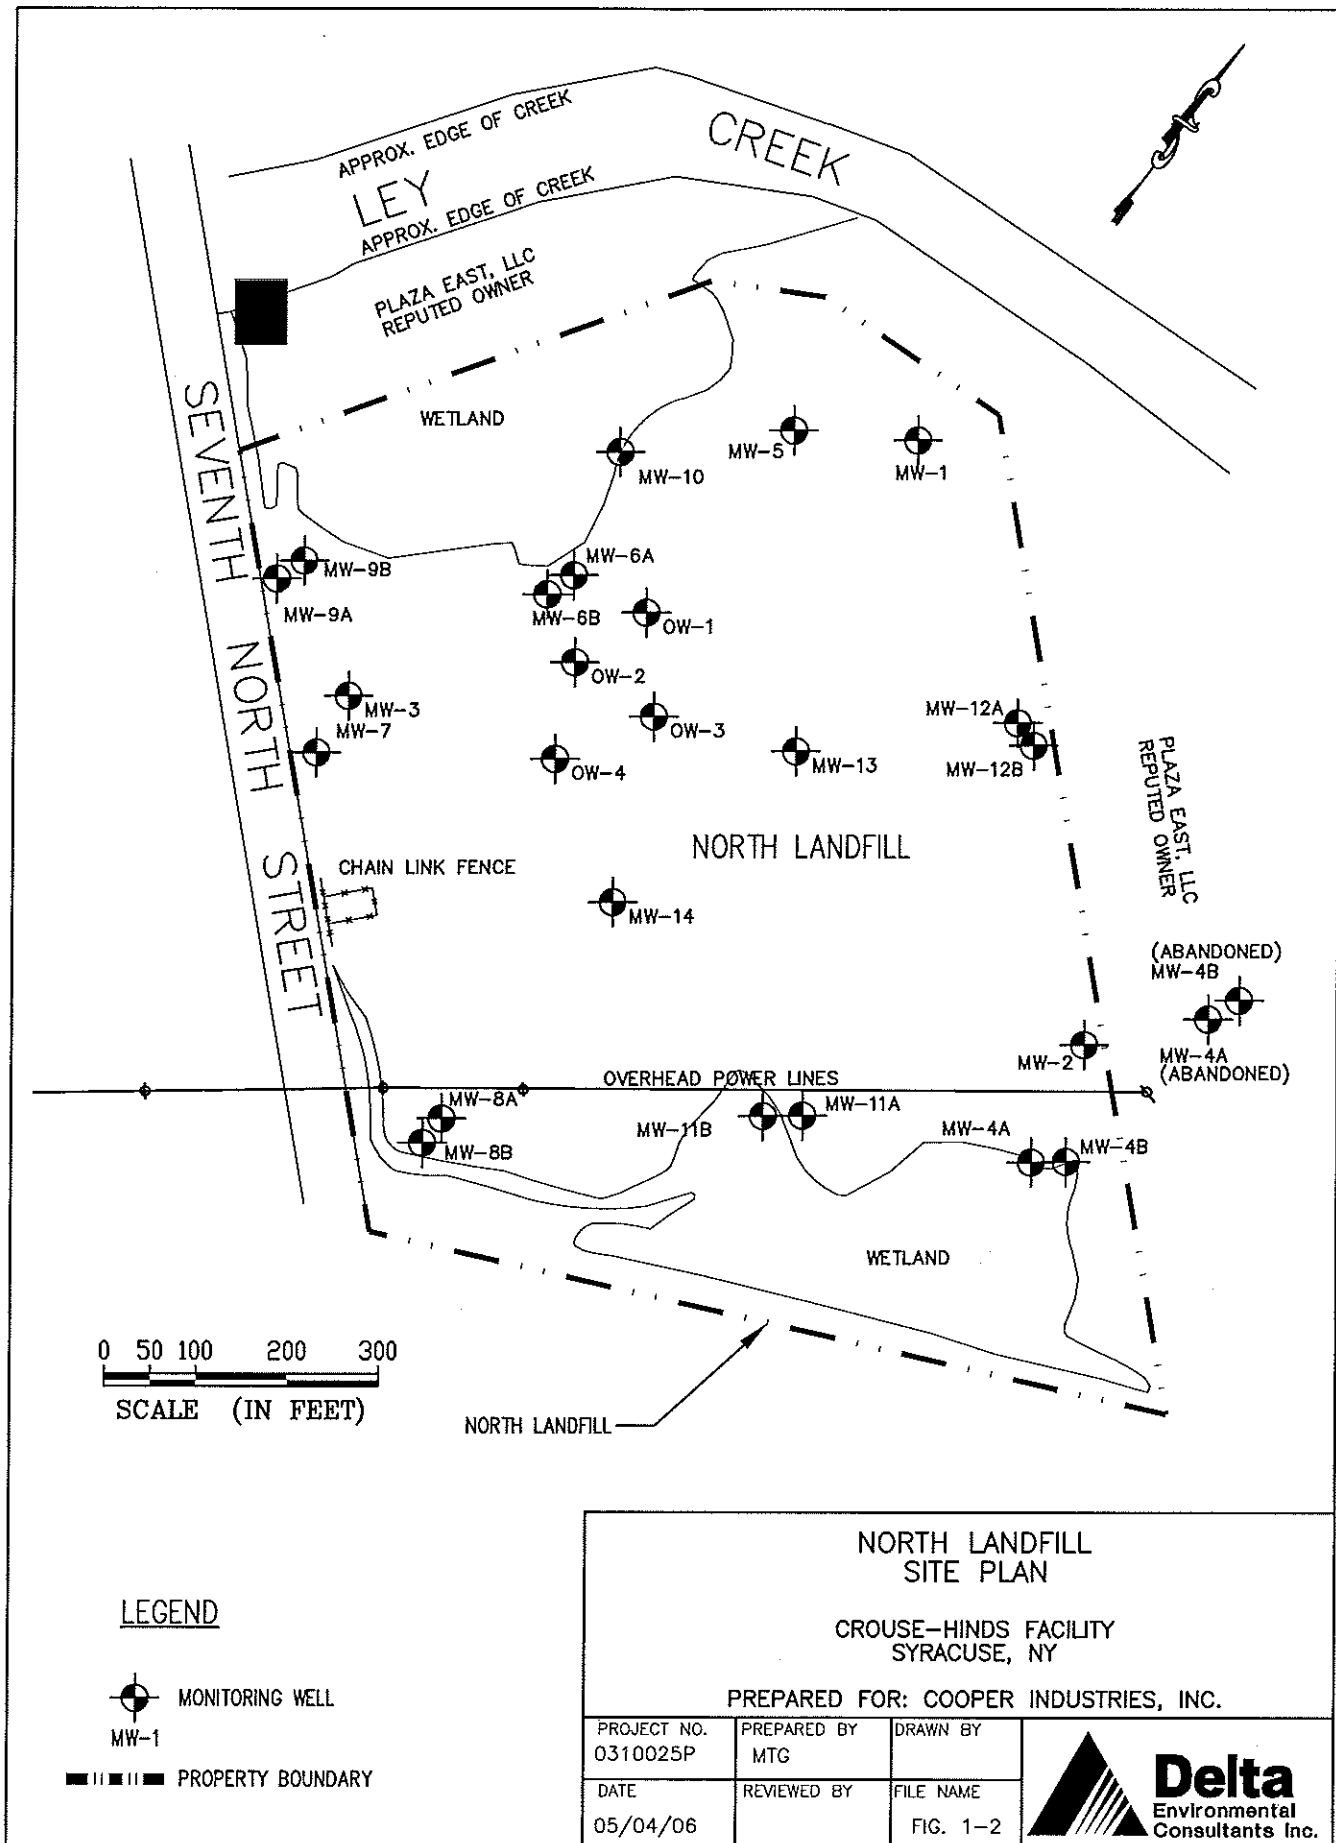 APPROX. EDGE OF CREEK
LEY
CREEK
APPROX. EDGE OF CREEK
PLAZA EAST, LLC
REPUTED OWNER
WETLAND
MW-10
MW-5
MW-1
SEVENTH NORTH STREET
MW-9B
MW-9A
MW-6A
MW-6B
OW-1
OW-2
MW-3
MW-7
OW-3
OW-4
MW-13
MW-12A
MW-12B
PLAZA EAST, LLC
REPUTED OWNER
NORTH LANDFILL
CHAIN LINK FENCE
MW-14
(ABANDONED)
MW-4B
MW-2
MW-4A
(ABANDONED)
OVERHEAD POWER LINES
MW-8A
MW-8B
MW-11B
MW-11A
MW-4A
MW-4B
WETLAND
0 50 100 200 300
SCALE (IN FEET)
NORTH LANDFILL
LEGEND
MONITORING WELL
MW-1
PROPERTY BOUNDARY
NORTH LANDFILL
SITE PLAN
CROUSE-HINDS FACILITY
SYRACUSE, NY
PREPARED FOR: COOPER INDUSTRIES, INC.
PROJECT NO.
0310025P
PREPARED BY
MTG
DRAWN BY
DATE
05/04/06
REVIEWED BY
FILE NAME
FIG. 1-2
Delta
Environmental
Consultants Inc.